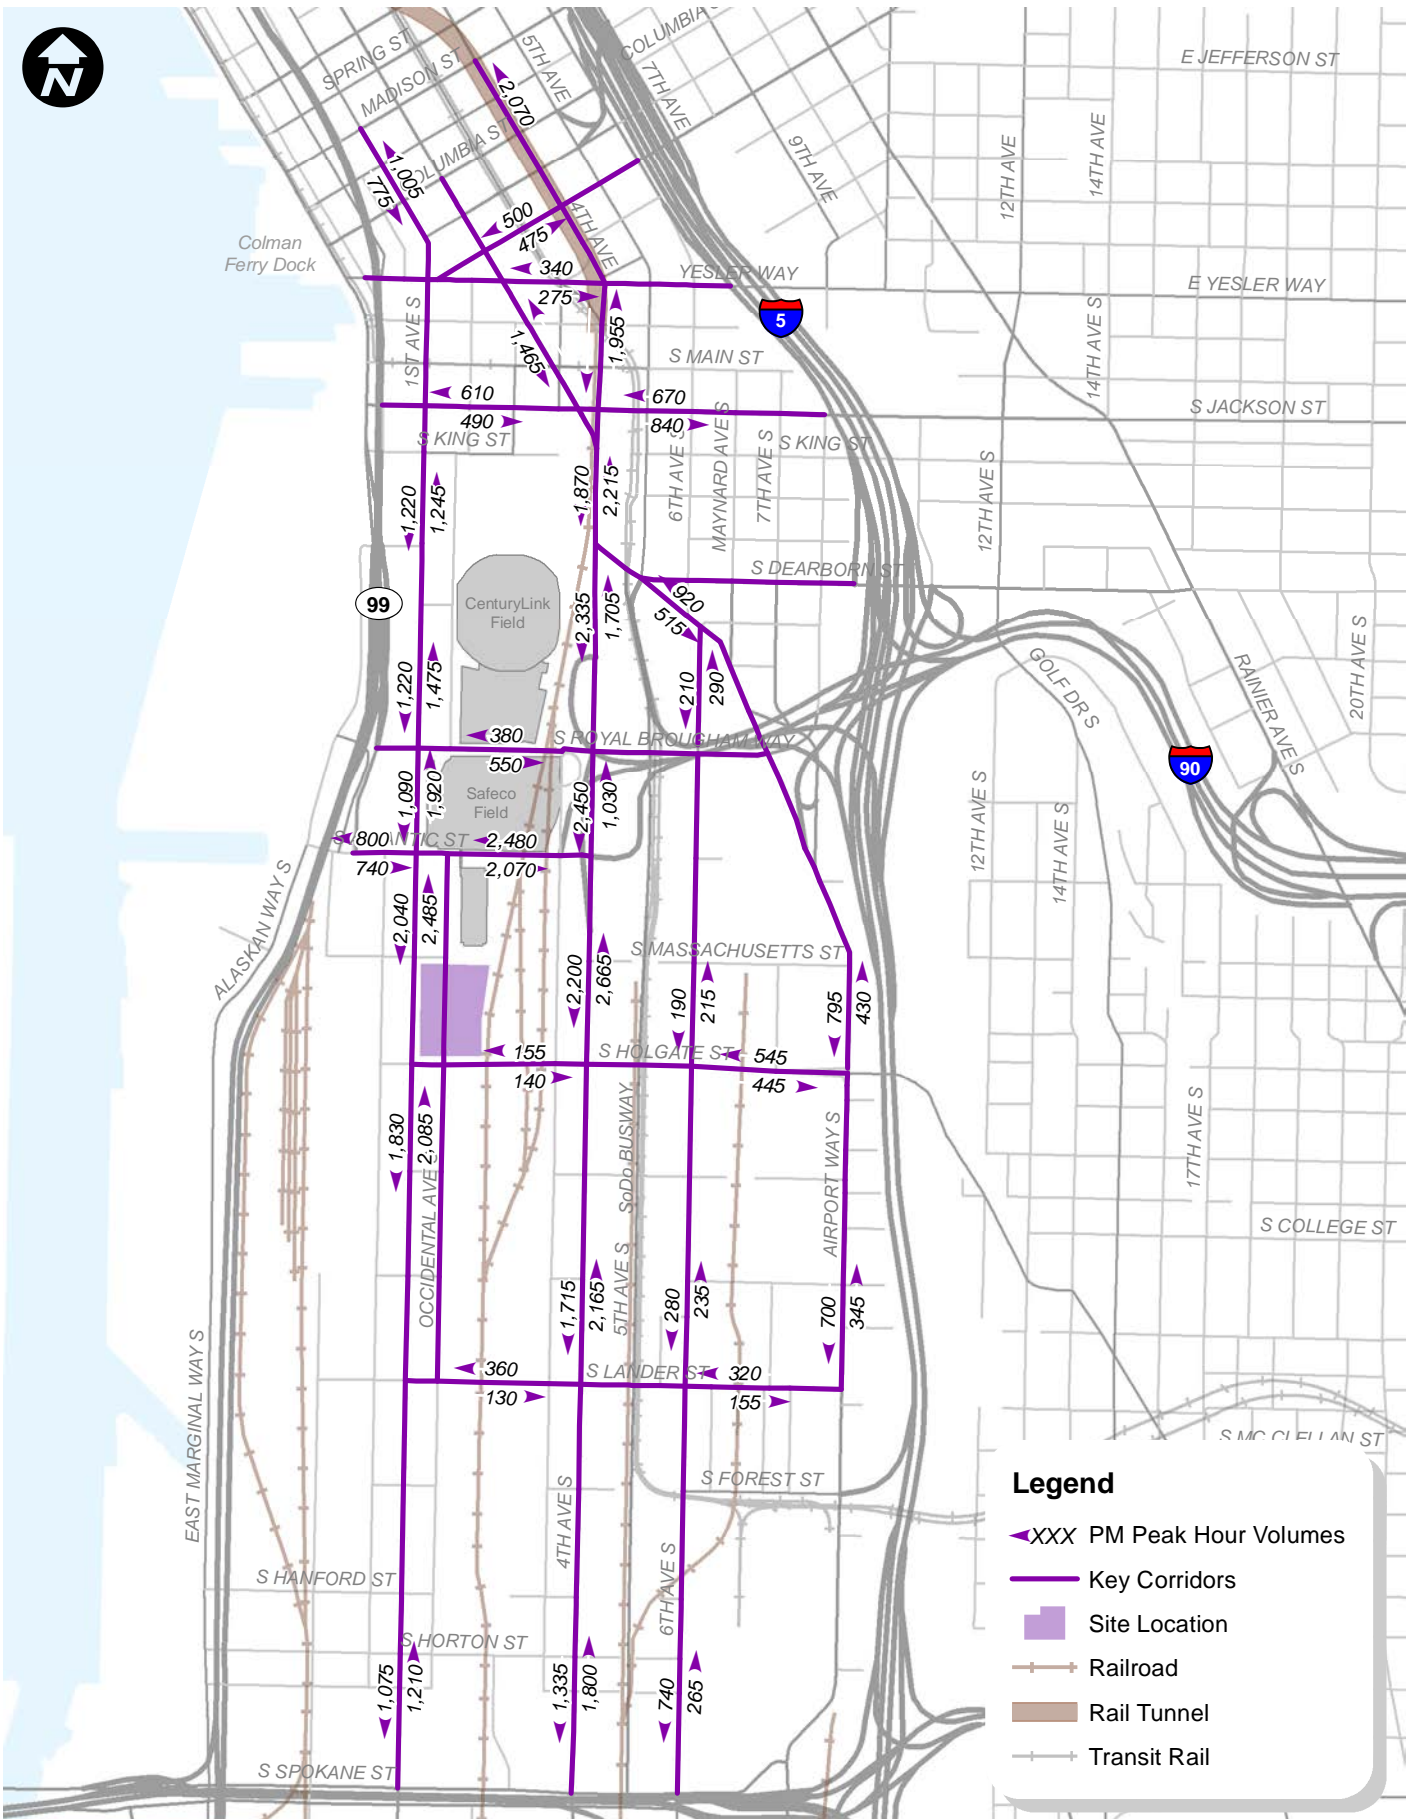 N
SPRING ST
MADISON ST
5TH AVE
COLUMBIA
7TH AVE
E JEFFERSON ST
2,070
1,005
775
OLUMBIA ST
9TH AVE
12TH AVE
14TH AVE
500
475
4TH AVE
Colman
Ferry Dock
340
275
YESLER WAY
E YESLER WAY
5
1ST AVE S
1,465
1,955
S MAIN ST
14TH AVE S
610
490
670
840
S JACKSON ST
S KING ST
S KING ST
6TH AVE S
MAYNARD AVE S
7TH AVE S
12TH AVE S
1,220
1,245
1,870
2,215
S DEARBORN ST
99
CenturyLink
Field
2,335
1,705
920
515
1,220
1,475
210
290
GOLF DR S
RAINIER AVE S
20TH AVE S
380
550
S ROYAL BROUGHAM WAY
90
1,090
1,920
Safeco
Field
2,450
1,030
12TH AVE S
14TH AVE S
800
NTIC ST
2,480
740
2,070
ALASKAN WAY S
2,040
2,485
S MASSACHUSETTS ST
2,200
2,665
190
215
795
430
155
140
S HOLGATE ST
545
445
1,830
2,085
OCCIDENTAL AVE S
SoDo BUSWAY
AIRPORT WAY S
17TH AVE S
S COLLEGE ST
5TH AVE S
1,715
2,165
280
235
700
345
EAST MARGINAL WAY S
360
130
S LANDER ST
320
155
S MC CLELLAN ST
S FOREST ST
4TH AVE S
6TH AVE S
S HANFORD ST
S HORTON ST
1,075
1,210
1,335
1,800
740
265
S SPOKANE ST
Legend
XXX PM Peak Hour Volumes
Key Corridors
Site Location
Railroad
Rail Tunnel
Transit Rail